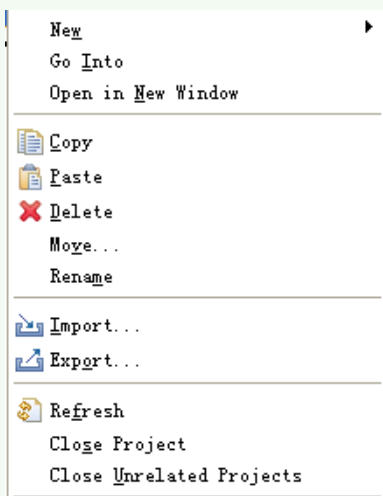 New
Go Into
Open in New Window
Copy
Paste
Delete
Move...
Rename
Import...
Export...
Refresh
Close Project
Close Unrelated Projects